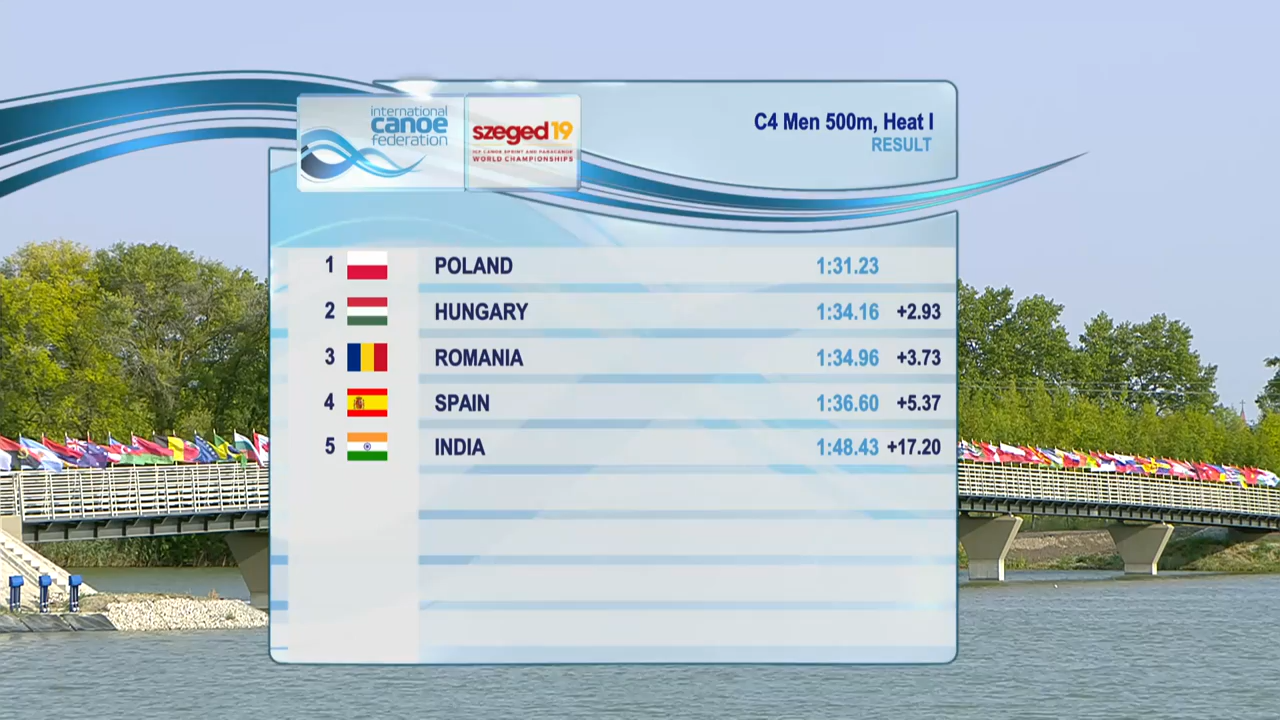 international
canoe
federation
szeged19
ICF CANOE SPRINT AND PARACANOE
WORLD CHAMPIONSHIPS
C4 Men 500m, Heat I
RESULT
1 POLAND 1:31.23
2 HUNGARY 1:34.16 +2.93
3 ROMANIA 1:34.96 +3.73
4 SPAIN 1:36.60 +5.37
5 INDIA 1:48.43 +17.20